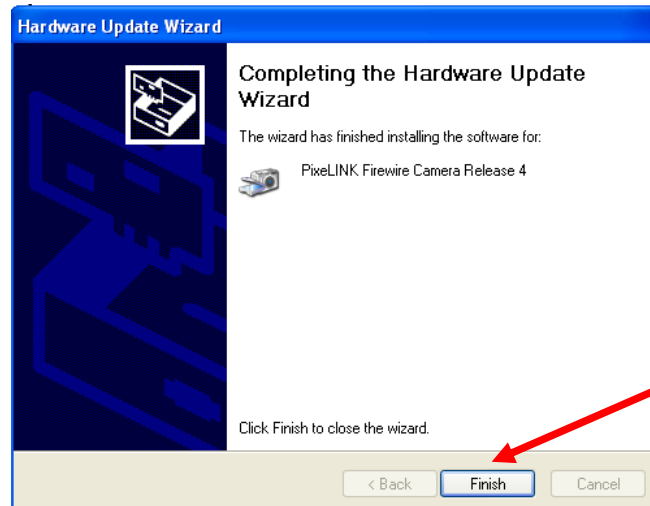 Hardware Update Wizard
Completing the Hardware Update
Wizard
The wizard has finished installing the software for:
PixeLINK Firewire Camera Release 4
Click Finish to close the wizard.
< Back Finish Cancel